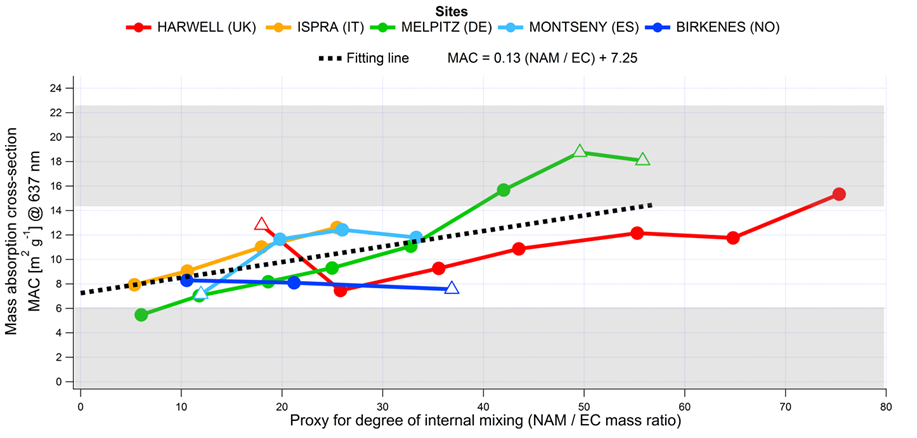 Sites
HARWELL (UK) ISPRA (IT) MELPITZ (DE) MONTSENY (ES) BIRKENES (NO)
Fitting line MAC = 0.13 (NAM / EC) + 7.25
Mass absorption cross-section
MAC [m² g⁻¹] @ 637 nm
24
22
20
18
16
14
12
10
8
6
4
2
0
0 10 20 30 40 50 60 70 80
Proxy for degree of internal mixing (NAM / EC mass ratio)